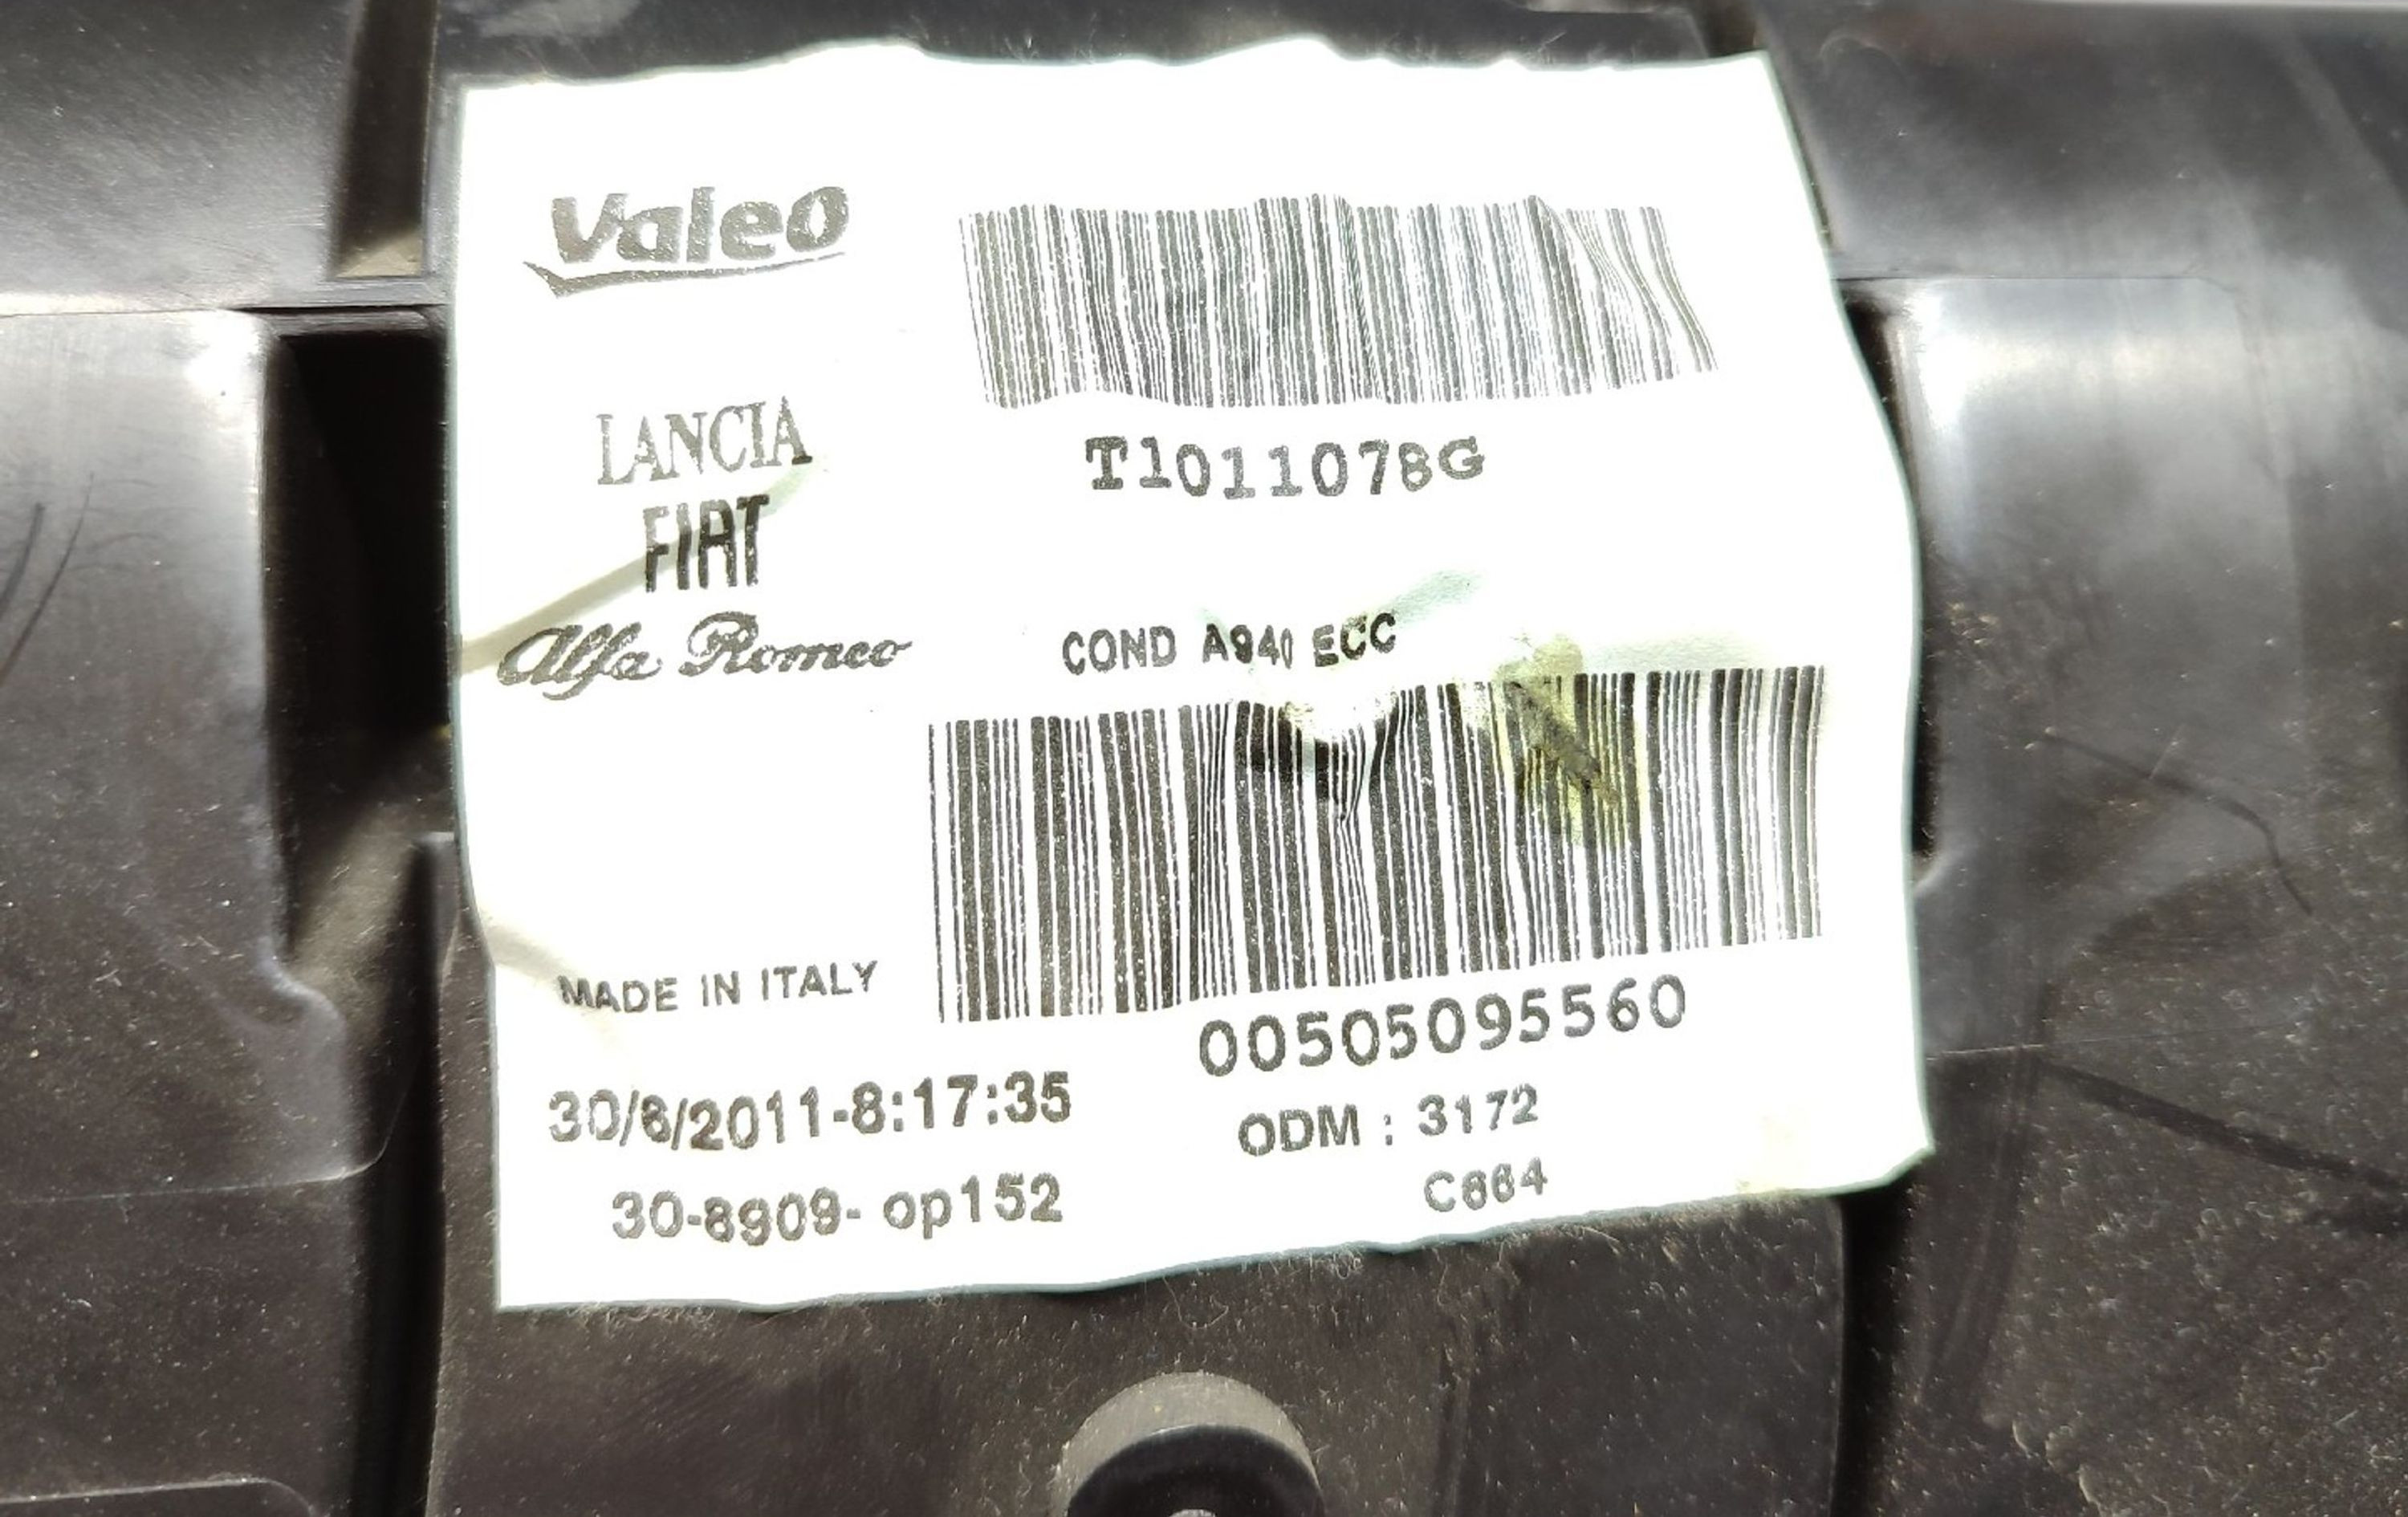 Valeo
T1011078G
LANCIA
FIAT
Alfa Romeo
COND A940 ECC
MADE IN ITALY
00505095560
30/6/2011-8:17:35
ODM : 3172
30-8909- op152
C664